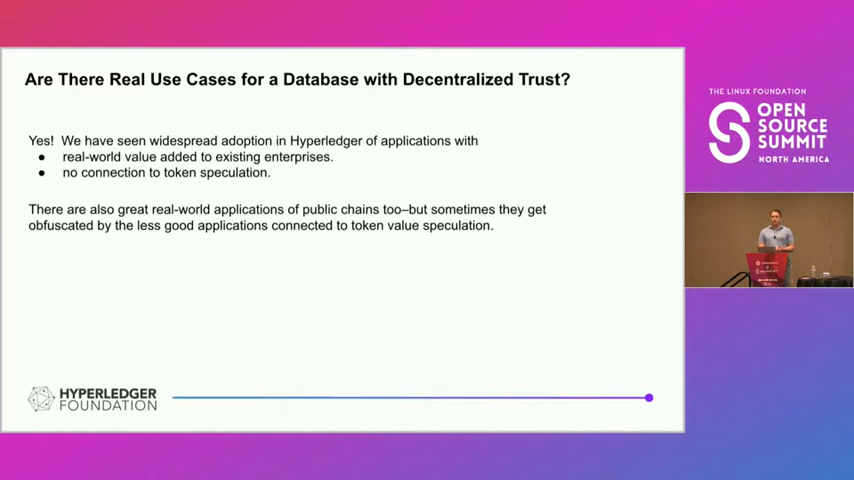 Are There Real Use Cases for a Database with Decentralized Trust?
Yes! We have seen widespread adoption in Hyperledger of applications with
● real-world value added to existing enterprises.
● no connection to token speculation.
There are also great real-world applications of public chains too–but sometimes they get
obfuscated by the less good applications connected to token value speculation.
HYPERLEDGER
FOUNDATION
THE LINUX FOUNDATION
OPEN
SOURCE
SUMMIT
NORTH AMERICA